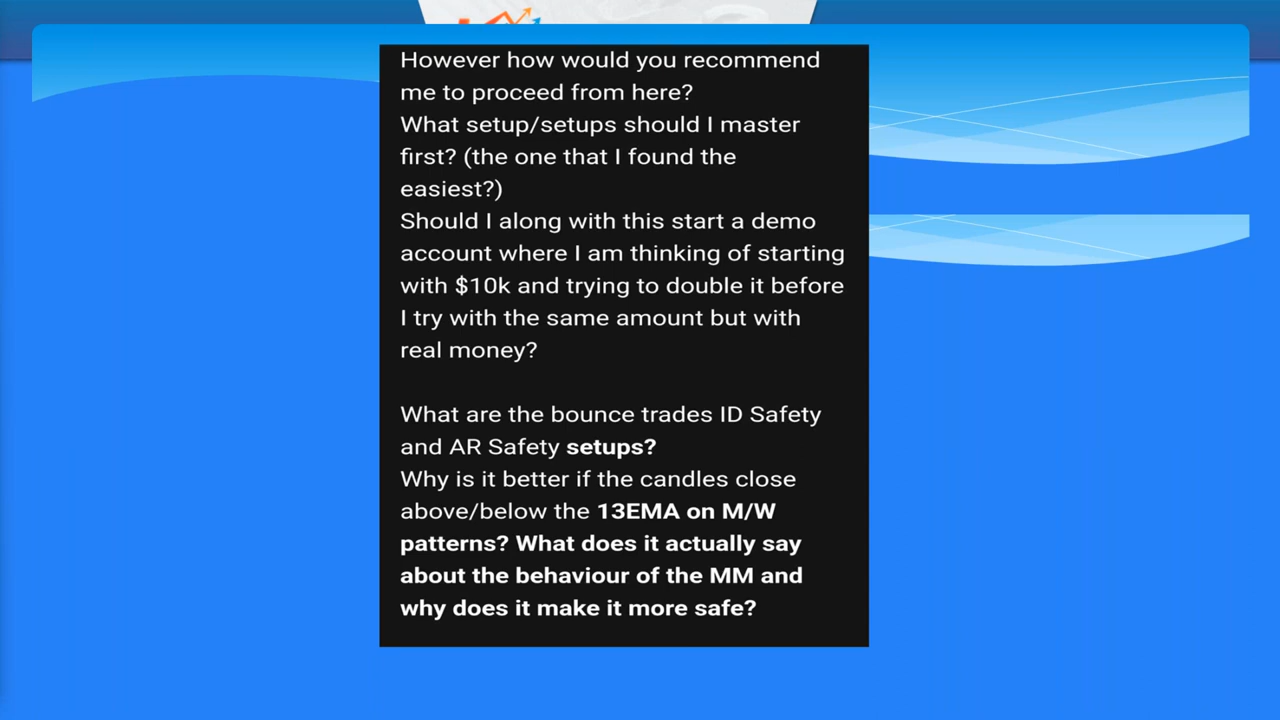 However how would you recommend
me to proceed from here?
What setup/setups should I master
first? (the one that I found the
easiest?)
Should I along with this start a demo
account where I am thinking of starting
with $10k and trying to double it before
I try with the same amount but with
real money?
What are the bounce trades ID Safety
and AR Safety setups?
Why is it better if the candles close
above/below the 13EMA on M/W
patterns? What does it actually say
about the behaviour of the MM and
why does it make it more safe?